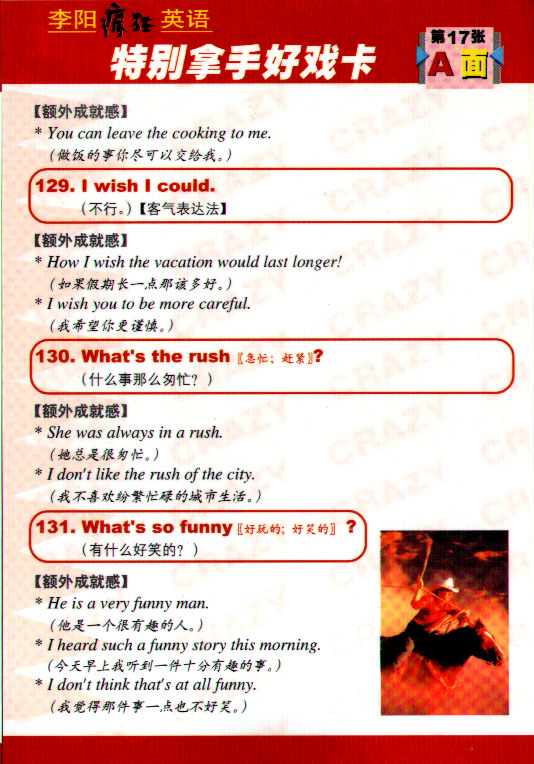 李阳疯狂英语
特别拿手好戏卡
第17张
A面
【额外成就感】
* You can leave the cooking to me.
（做饭的事你尽可以交给我。）
129. I wish I could.
（不行。）【客气表达法】
【额外成就感】
* How I wish the vacation would last longer!
（如果假期长一点那该多好。）
* I wish you to be more careful.
（我希望你更谨慎。）
130. What's the rush〖急忙；赶紧〗?
（什么事那么匆忙？）
【额外成就感】
* She was always in a rush.
（她总是很匆忙。）
* I don't like the rush of the city.
（我不喜欢纷繁忙碌的城市生活。）
131. What's so funny〖好玩的；好笑的〗?
（有什么好笑的？）
【额外成就感】
* He is a very funny man.
（他是一个很有趣的人。）
* I heard such a funny story this morning.
（今天早上我听到一件十分有趣的事。）
* I don't think that's at all funny.
（我觉得那件事一点也不好笑。）
CRAZY